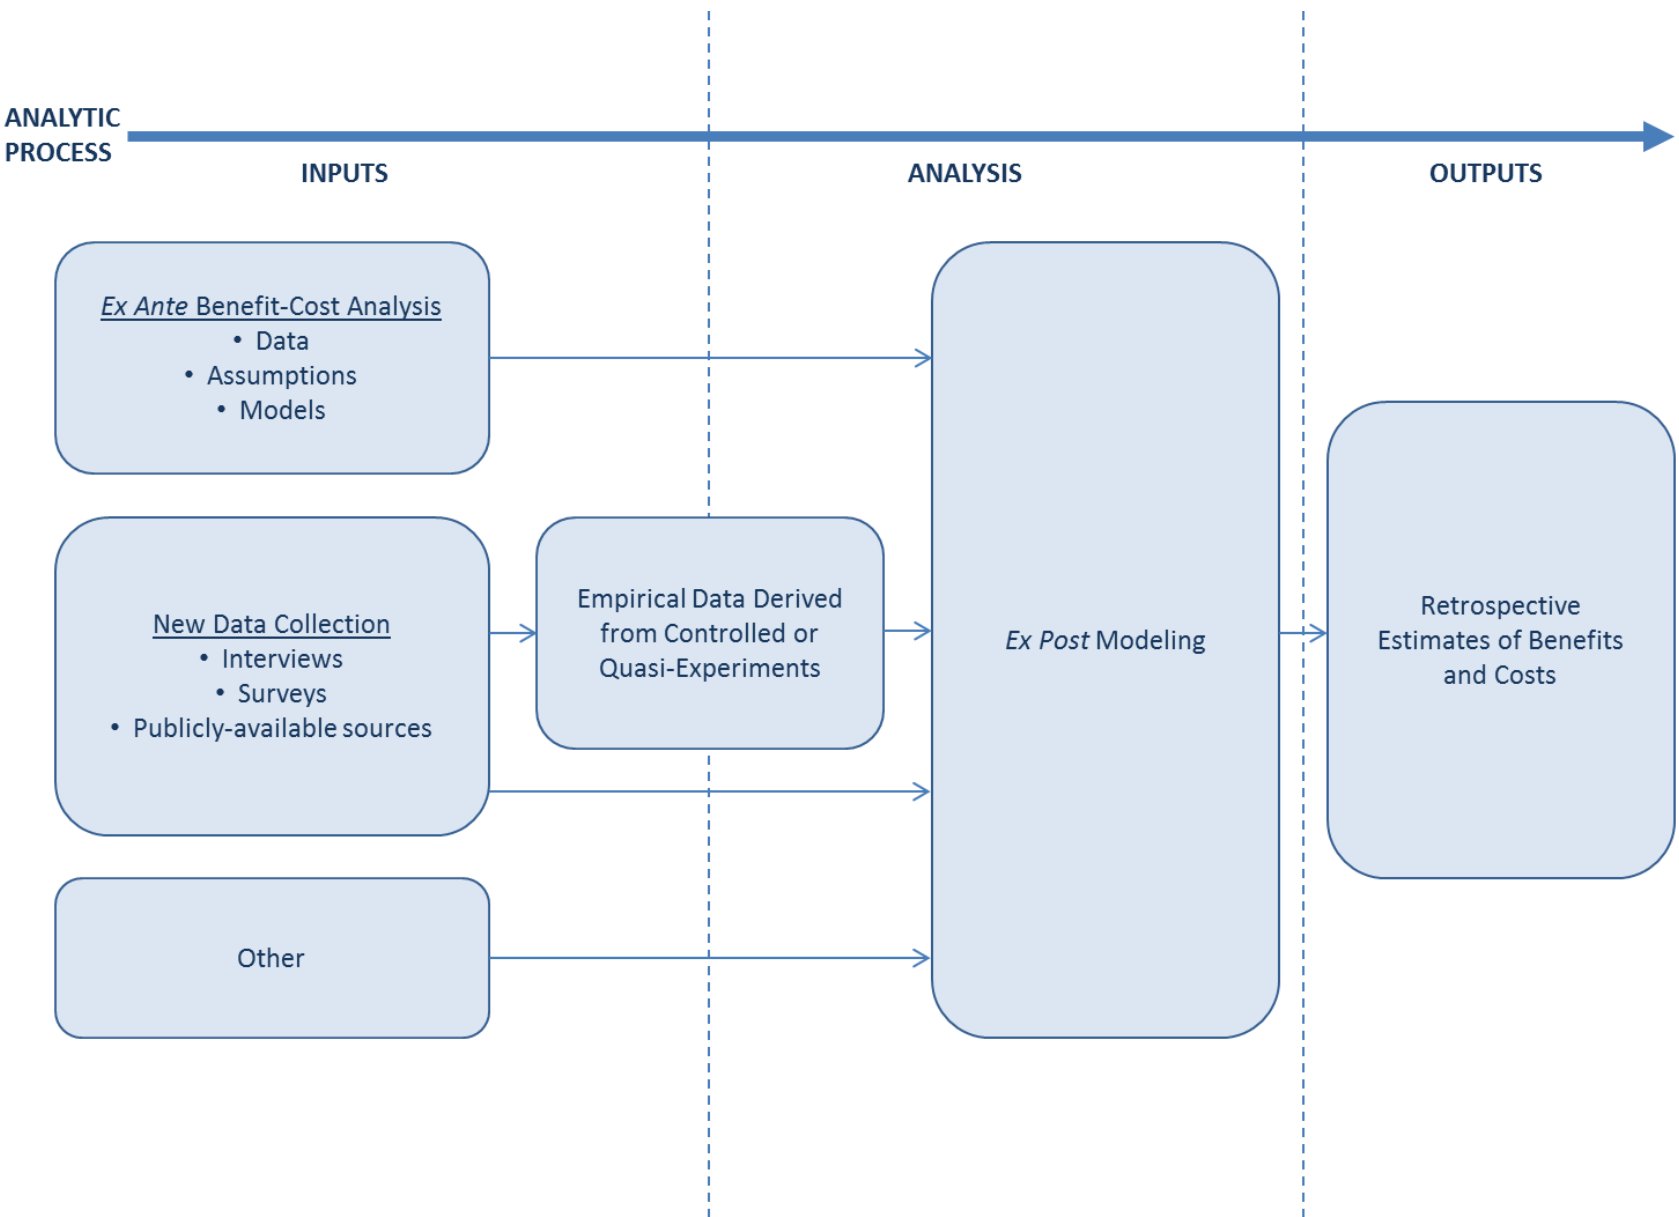 ANALYTIC
PROCESS
INPUTS
ANALYSIS
OUTPUTS
Ex Ante Benefit-Cost Analysis
• Data
• Assumptions
• Models
New Data Collection
• Interviews
• Surveys
• Publicly-available sources
Empirical Data Derived
from Controlled or
Quasi-Experiments
Other
Ex Post Modeling
Retrospective
Estimates of Benefits
and Costs